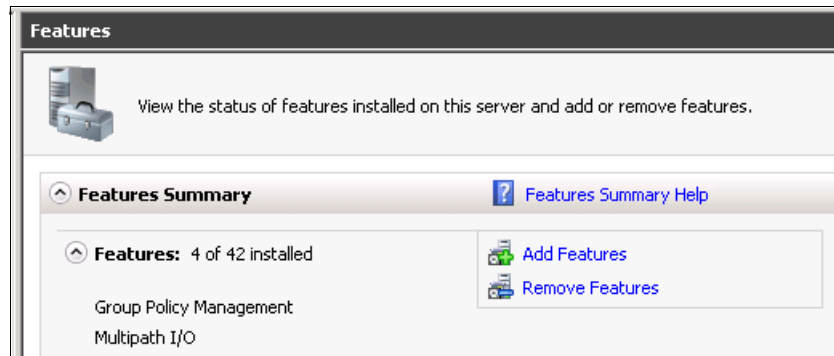 Features
View the status of features installed on this server and add or remove features.
Features Summary
Features Summary Help
Features: 4 of 42 installed
Add Features
Remove Features
Group Policy Management
Multipath I/O